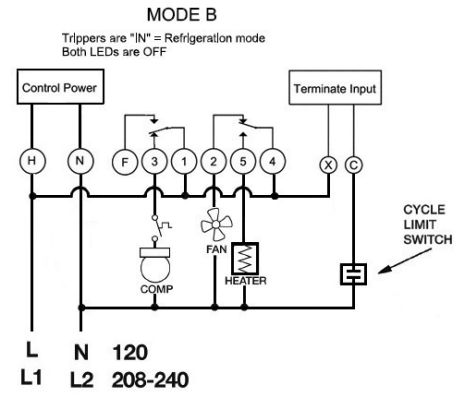 MODE B
Trippers are "IN" = Refrigeration mode
Both LEDs are OFF
Control Power
Terminate Input
H
N
F
3
1
2
5
4
X
C
CYCLE
LIMIT
SWITCH
FAN
HEATER
COMP
L N 120
L1 L2 208-240